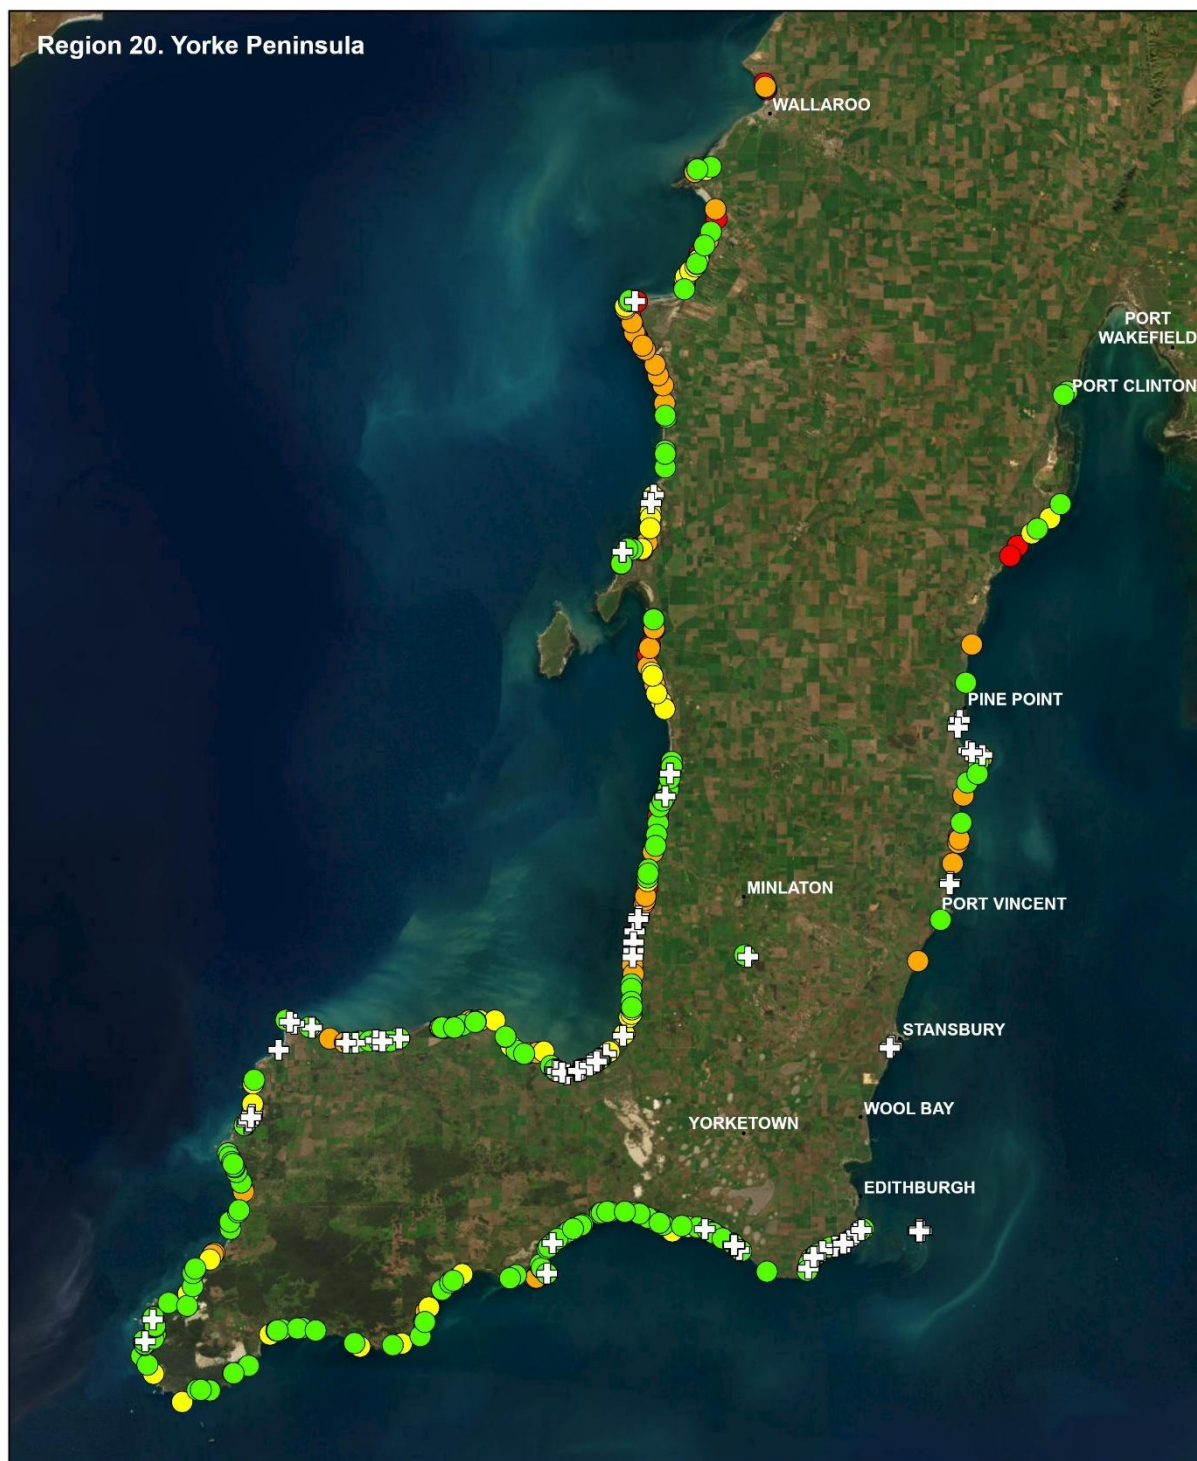 Region 20. Yorke Peninsula
WALLAROO
PORT
WAKEFIELD
PORT CLINTON
PINE POINT
MINLATON
PORT VINCENT
STANSBURY
WOOL BAY
YORKETOWN
EDITHBURGH